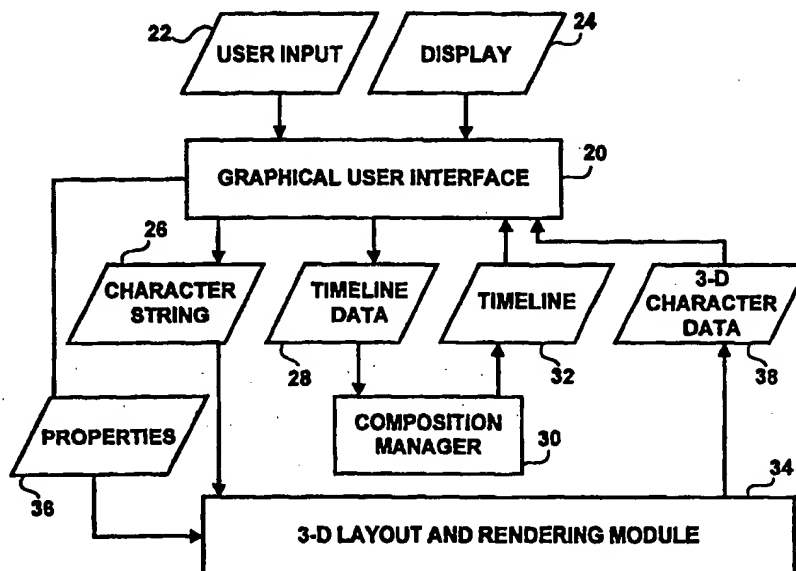 22
USER INPUT
DISPLAY
24
GRAPHICAL USER INTERFACE
20
26
CHARACTER
STRING
TIMELINE
DATA
28
TIMELINE
32
3-D
CHARACTER
DATA
38
PROPERTIES
36
COMPOSITION
MANAGER
30
34
3-D LAYOUT AND RENDERING MODULE